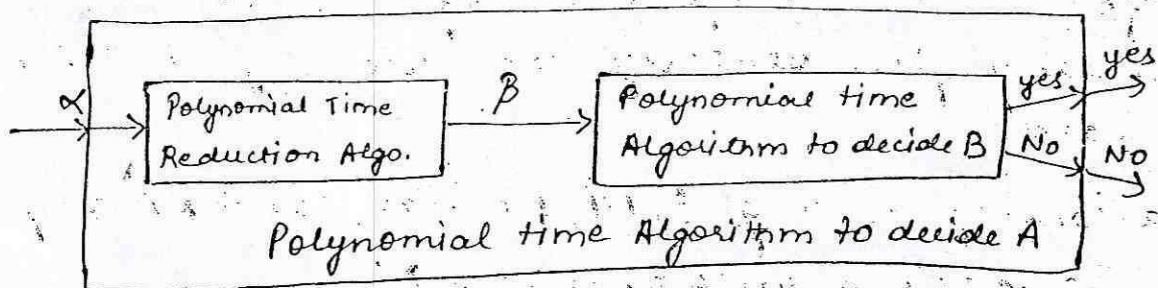 α
Polynomial Time
Reduction Algo.
β
Polynomial time
Algorithm to decide B
yes
No
yes
No
Polynomial time Algorithm to decide A